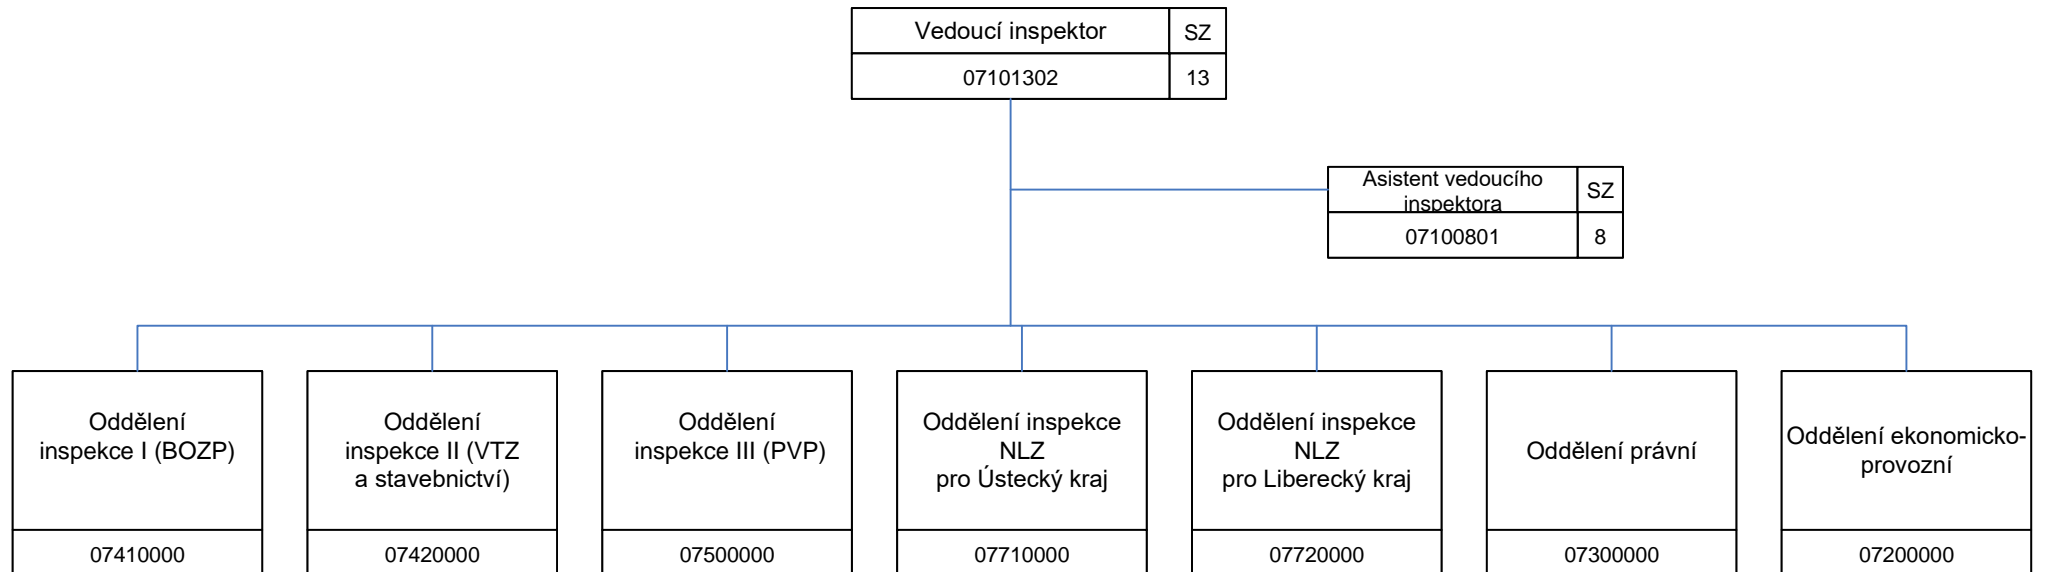 Vedoucí inspektor SZ
07101302 13
Asistent vedoucího
inspektora SZ
07100801 8
Oddělení
inspekce I (BOZP)
07410000
Oddělení
inspekce II (VTZ
a stavebnictví)
07420000
Oddělení
inspekce III (PVP)
07500000
Oddělení inspekce
NLZ
pro Ústecký kraj
07710000
Oddělení inspekce
NLZ
pro Liberecký kraj
07720000
Oddělení právní
07300000
Oddělení ekonomicko-
provozní
07200000